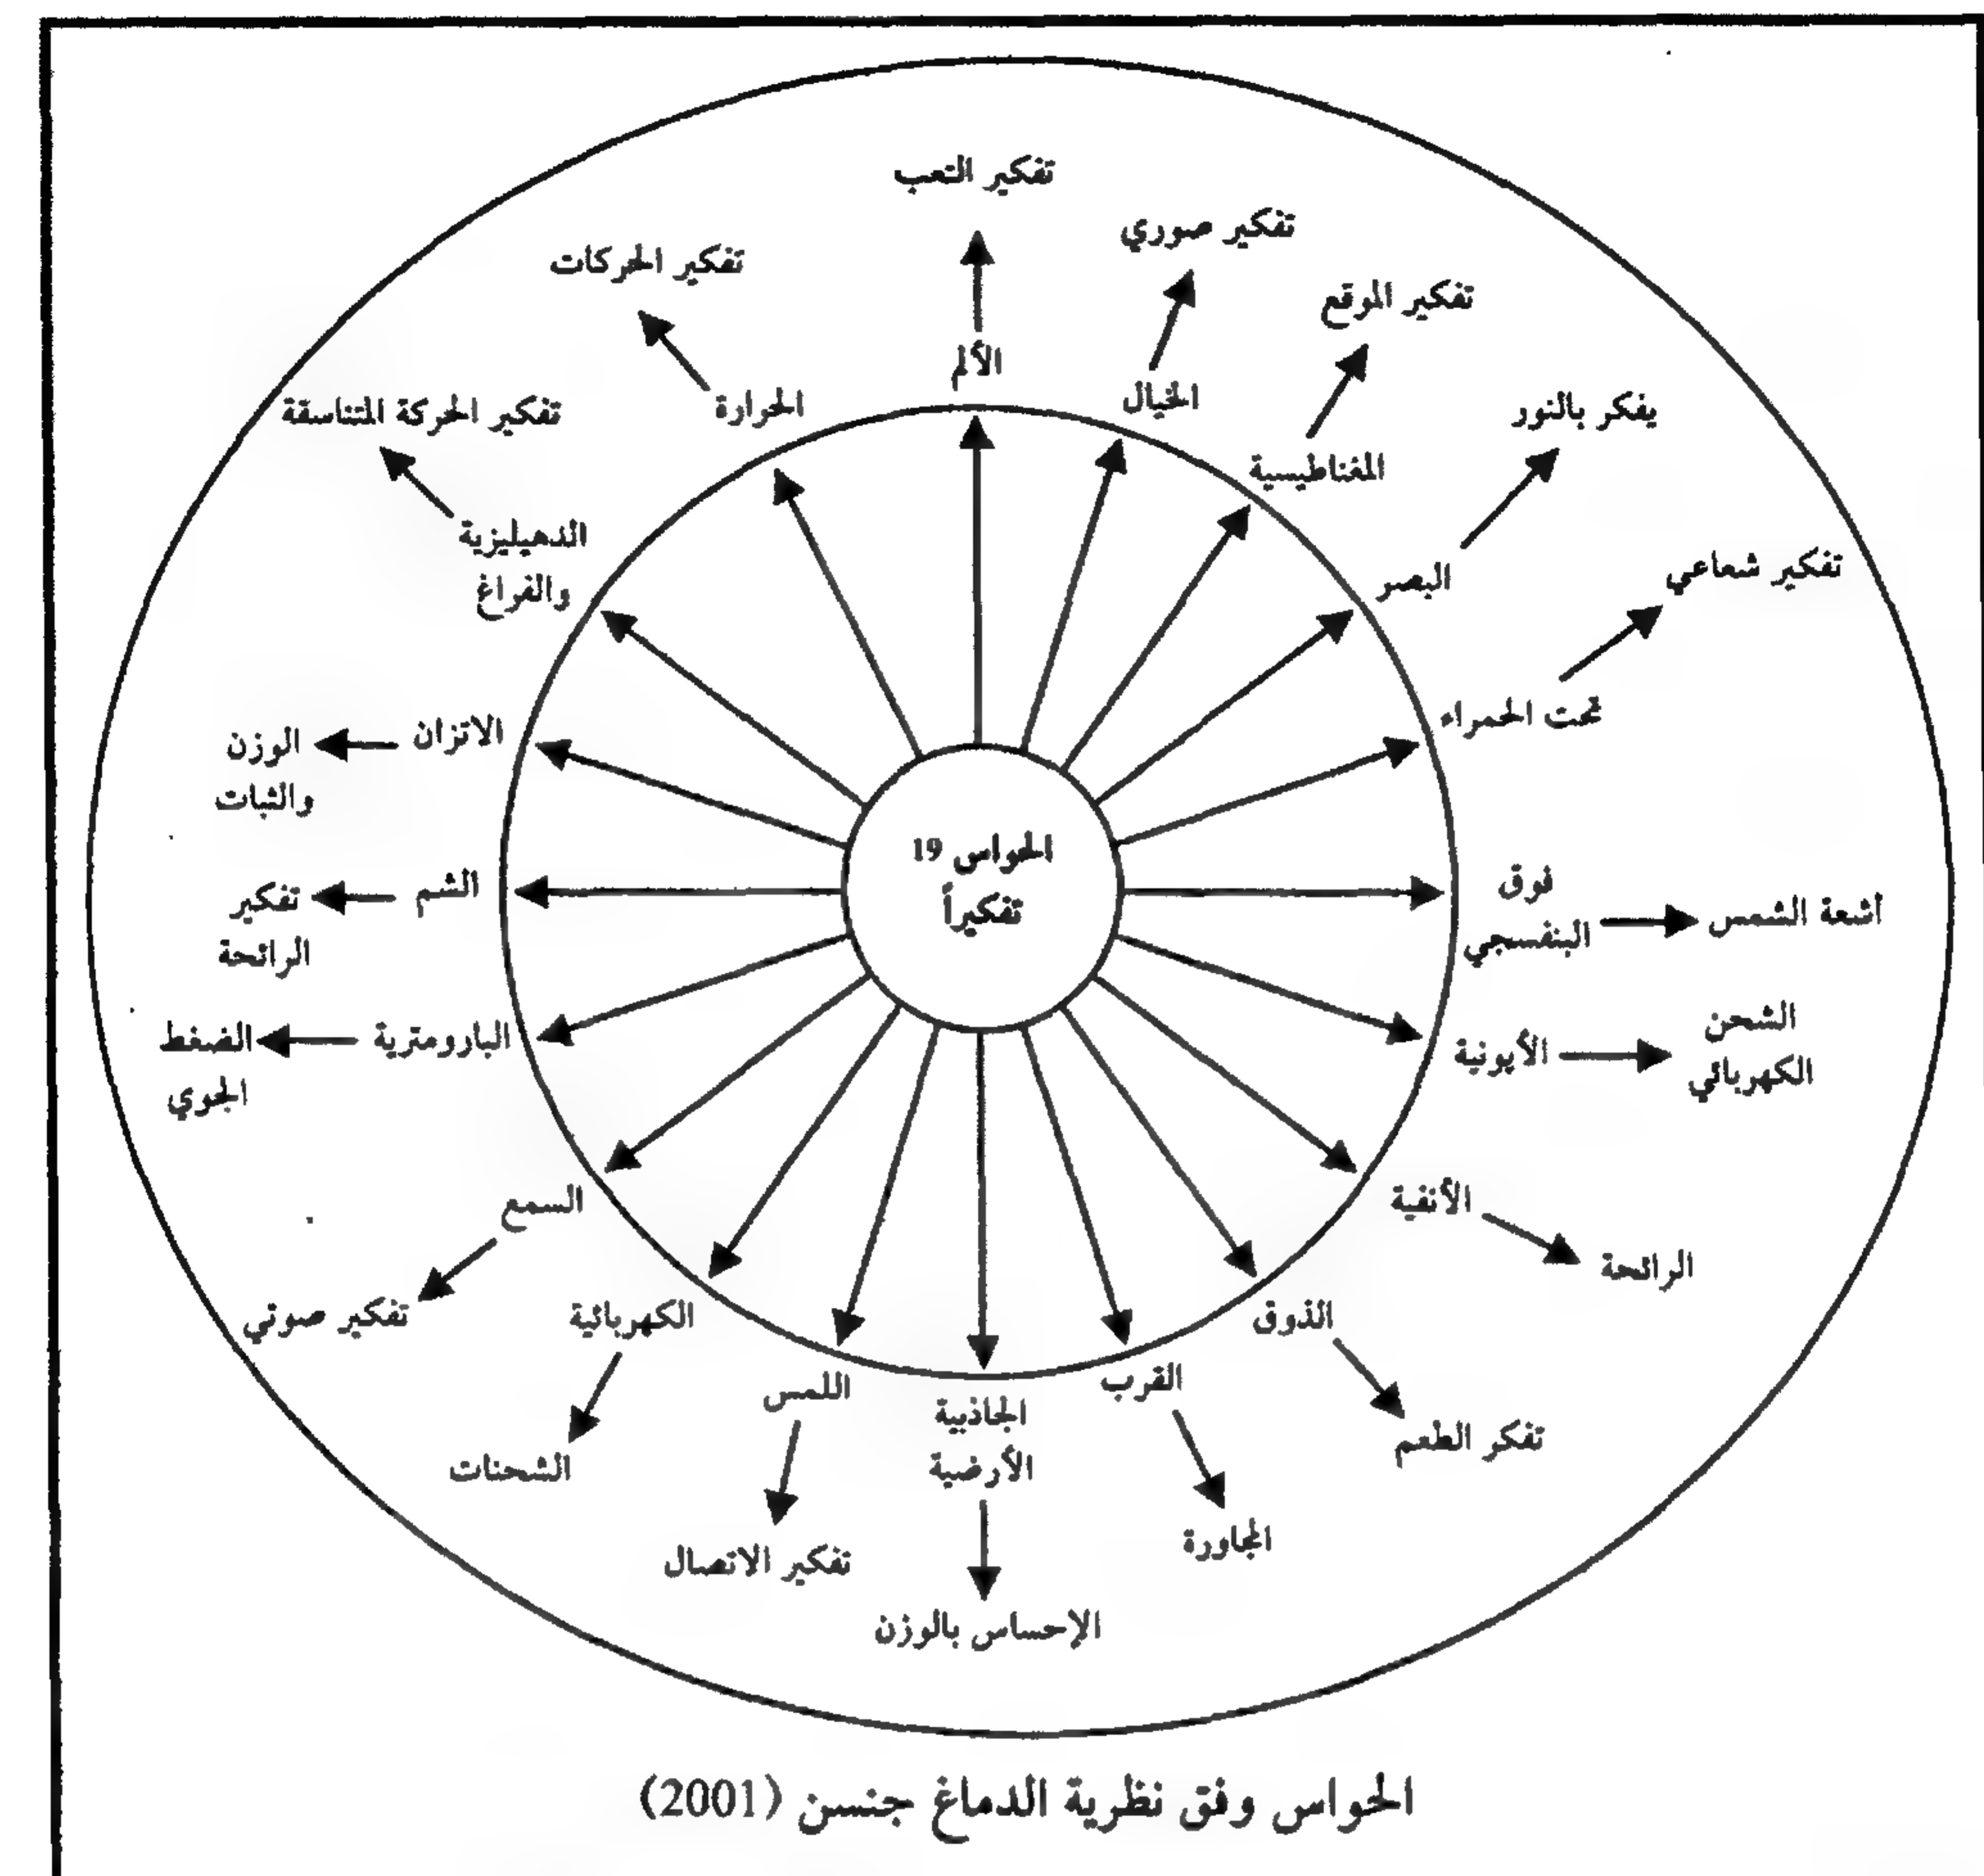 تفكير التعب
تفكير صوري
تفكير الموقع
يفكر بالنور
تفكير شعاعي
أشعة الشمس
الشحن
الكهربائي
الرائحة
تفكر الطعم
المجاورة
الإحساس بالوزن
تفكير الاتصال
الشحنات
تفكير صوتي
الضغط
الجوي
تفكير
الرائحة
الوزن
والثبات
تفكير الحركة المتناسقة
تفكير الحركات
الألم
الخيال
المغناطيسية
البصر
تحت الحمراء
فوق
البنفسجي
الأيونية
الأنفية
الذوق
القرب
الجاذبية
الأرضية
اللمس
الكهربائية
السمع
البارومترية
الشم
الاتزان
الدهيليزية
والفراغ
الحرارة
الحواس 19
تفكيراً
الحواس وفق نظرية الدماغ جنسن (2001)